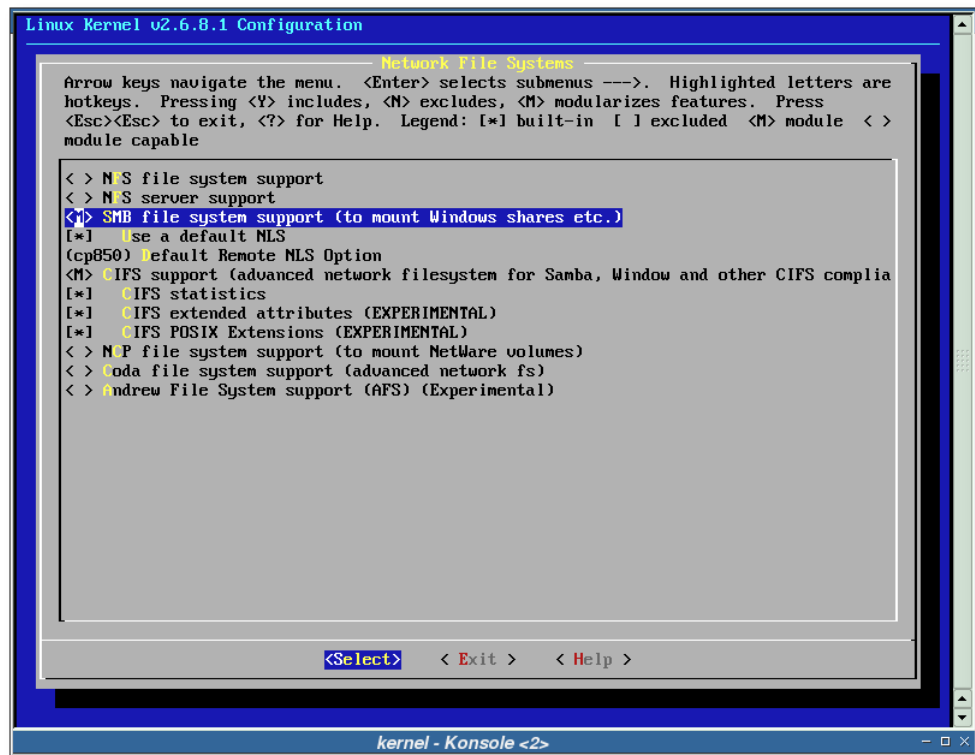 Linux Kernel v2.6.8.1 Configuration
Network File Systems
Arrow keys navigate the menu.  <Enter> selects submenus --->.  Highlighted letters are
hotkeys.  Pressing <Y> includes, <N> excludes, <M> modularizes features.  Press
<Esc><Esc> to exit, <?> for Help.  Legend: [*] built-in  [ ] excluded  <M> module  < >
module capable
< > NFS file system support
< > NFS server support
<M> SMB file system support (to mount Windows shares etc.)
[*]   Use a default NLS
(cp850) Default Remote NLS Option
<M> CIFS support (advanced network filesystem for Samba, Window and other CIFS complia
[*]   CIFS statistics
[*]   CIFS extended attributes (EXPERIMENTAL)
[*]   CIFS POSIX Extensions (EXPERIMENTAL)
< > NCP file system support (to mount NetWare volumes)
< > Coda file system support (advanced network fs)
< > Andrew File System support (AFS) (Experimental)
<Select>    < Exit >    < Help >
kernel - Konsole <2>